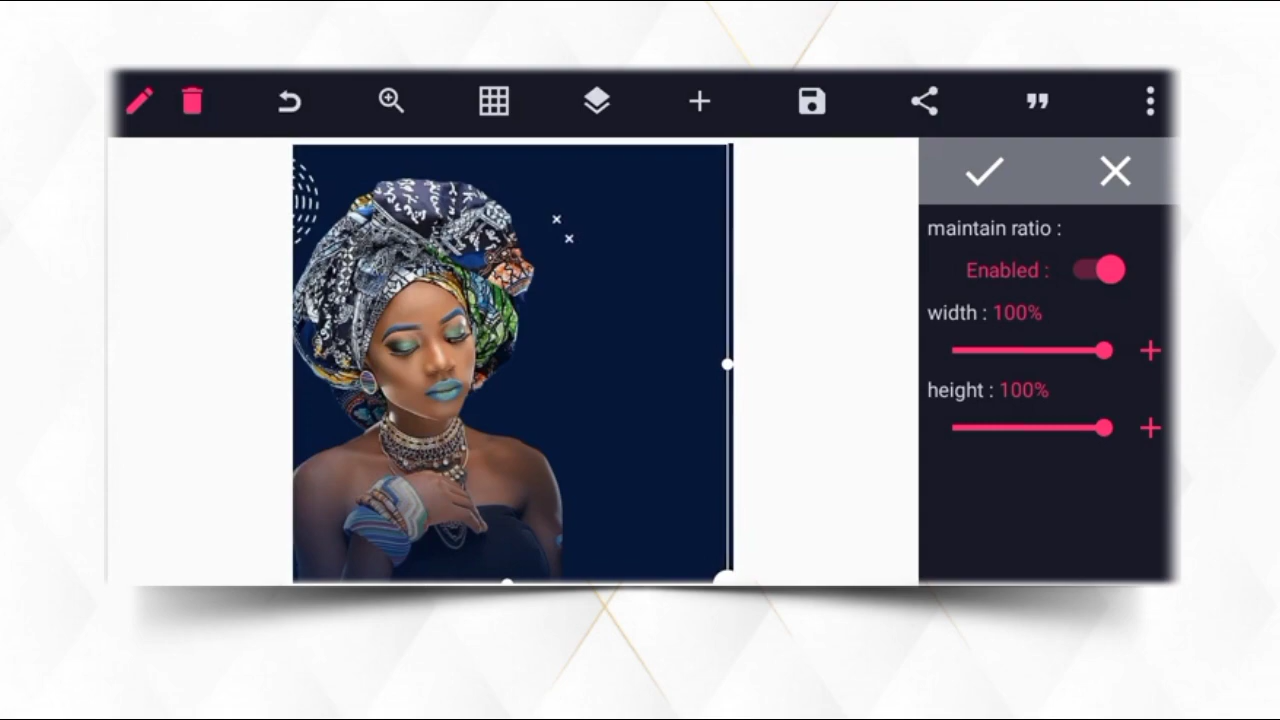 maintain ratio :
Enabled :
width : 100%
height : 100%